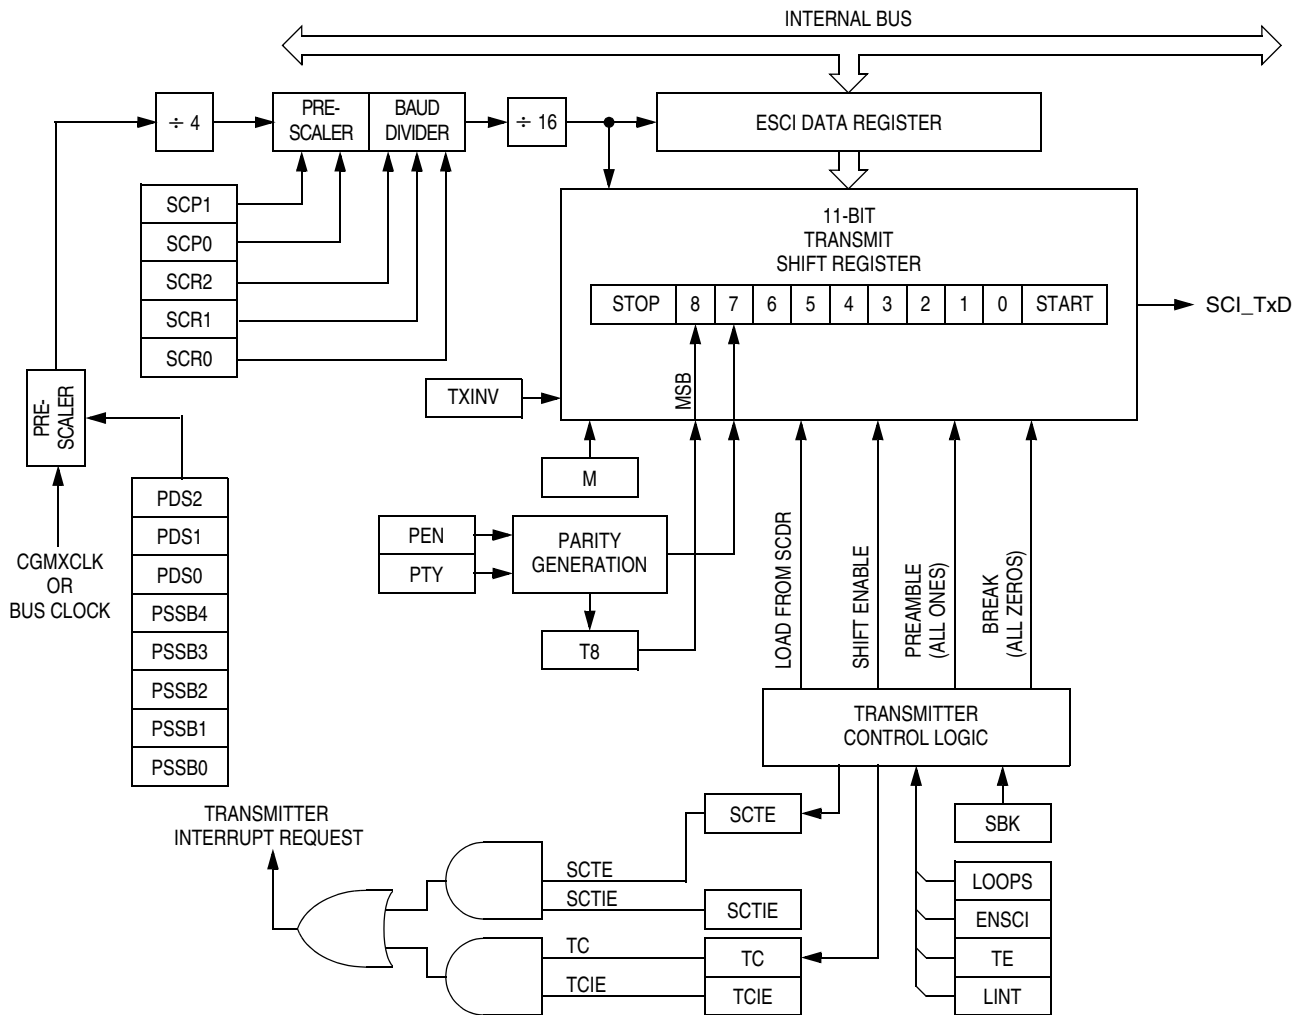 INTERNAL BUS
÷ 4
PRE-
SCALER
BAUD
DIVIDER
÷ 16
ESCI DATA REGISTER
SCP1
SCP0
SCR2
SCR1
SCR0
11-BIT
TRANSMIT
SHIFT REGISTER
STOP 8 7 6 5 4 3 2 1 0 START
SCI_TxD
PRE-
SCALER
TXINV
MSB
M
CGMXCLK
OR
BUS CLOCK
PDS2
PDS1
PDS0
PSSB4
PSSB3
PSSB2
PSSB1
PSSB0
PEN
PTY
PARITY
GENERATION
T8
LOAD FROM SCDR
SHIFT ENABLE
PREAMBLE
(ALL ONES)
BREAK
(ALL ZEROS)
TRANSMITTER
CONTROL LOGIC
TRANSMITTER
INTERRUPT REQUEST
SCTE
SBK
SCTE
SCTIE
SCTIE
TC
TC
TCIE
TCIE
LOOPS
ENSCI
TE
LINT